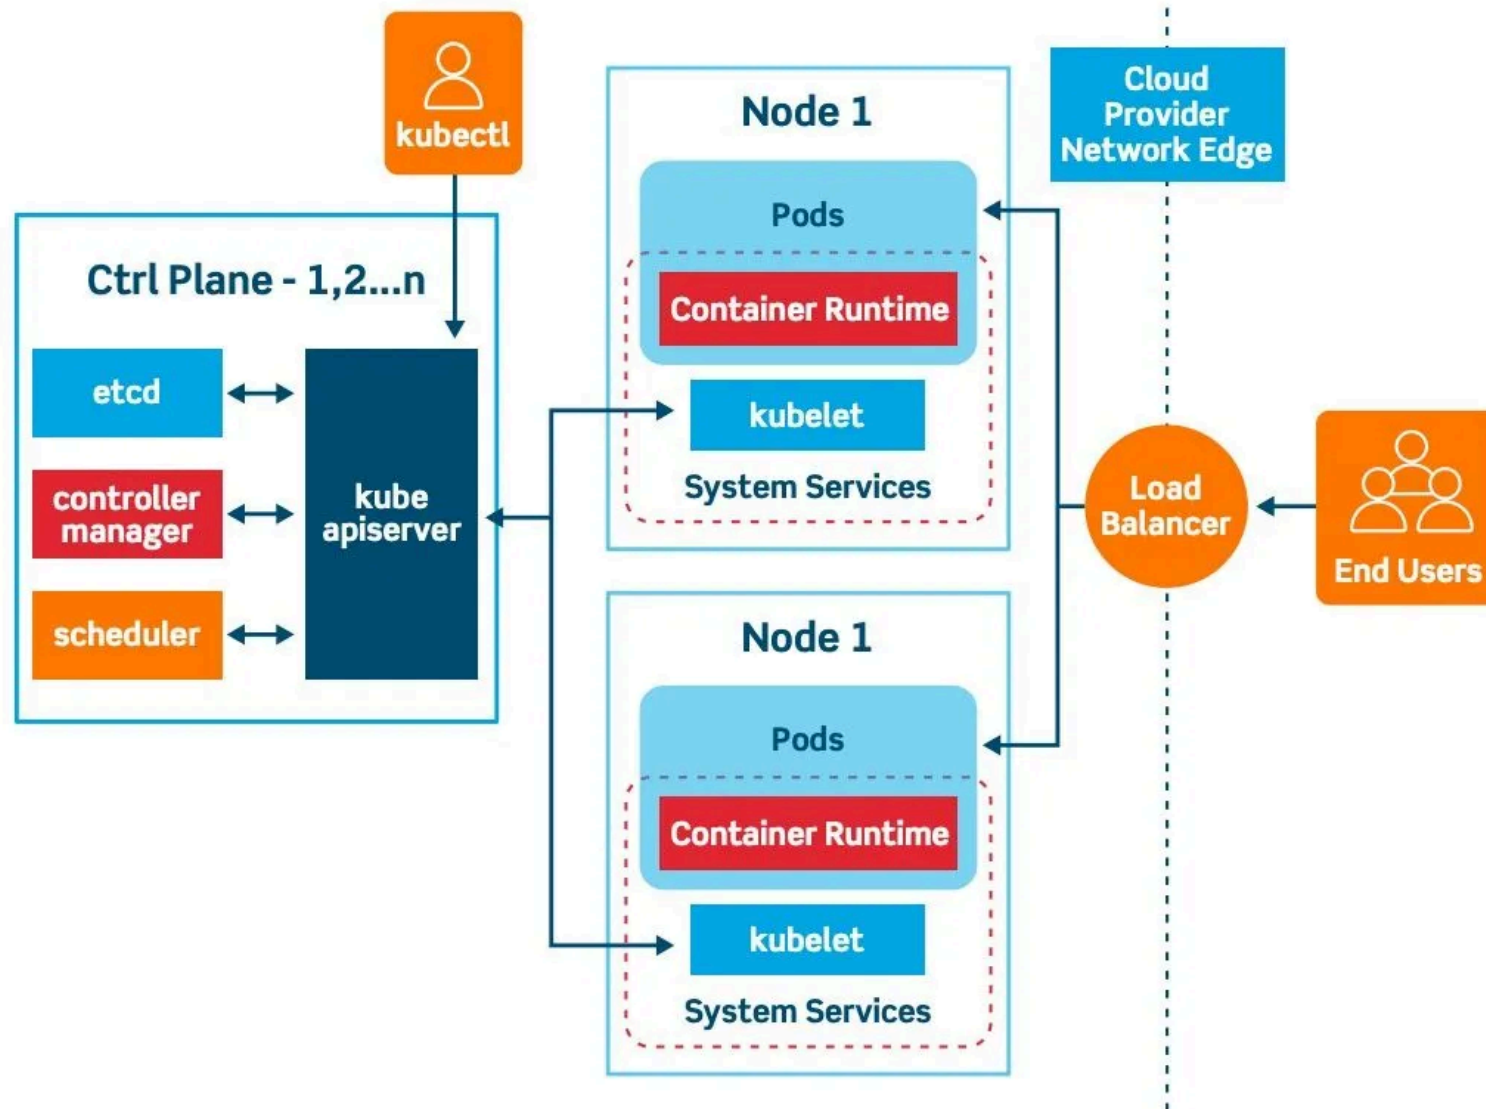 kubectl
Ctrl Plane - 1,2...n
etcd
controller
manager
scheduler
kube
apiserver
Node 1
Pods
Container Runtime
kubelet
System Services
Node 1
Pods
Container Runtime
kubelet
System Services
Cloud
Provider
Network Edge
Load
Balancer
End Users